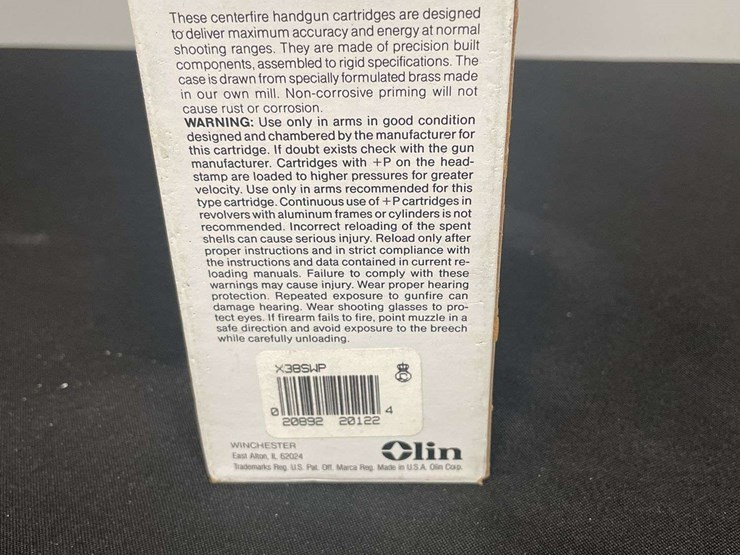 These centerfire handgun cartridges are designed
to deliver maximum accuracy and energy at normal
shooting ranges. They are made of precision built
components, assembled to rigid specifications. The
case is drawn from specially formulated brass made
in our own mill. Non-corrosive priming will not
cause rust or corrosion.
WARNING: Use only in arms in good condition
designed and chambered by the manufacturer for
this cartridge. If doubt exists check with the gun
manufacturer. Cartridges with +P on the head-
stamp are loaded to higher pressures for greater
velocity. Use only in arms recommended for this
type cartridge. Continuous use of +P cartridges in
revolvers with aluminum frames or cylinders is not
recommended. Incorrect reloading of the spent
shells can cause serious injury. Reload only after
proper instructions and in strict compliance with
the instructions and data contained in current re-
loading manuals. Failure to comply with these
warnings may cause injury. Wear proper hearing
protection. Repeated exposure to gunfire can
damage hearing. Wear shooting glasses to pro-
tect eyes. If firearm fails to fire, point muzzle in a
safe direction and avoid exposure to the breech
while carefully unloading.
X38SWP
0 20892 20122 4
WINCHESTER
East Alton, IL 62024
Olin
Trademarks Reg. U.S. Pat. Off. Marca Reg. Made in U.S.A. Olin Corp.